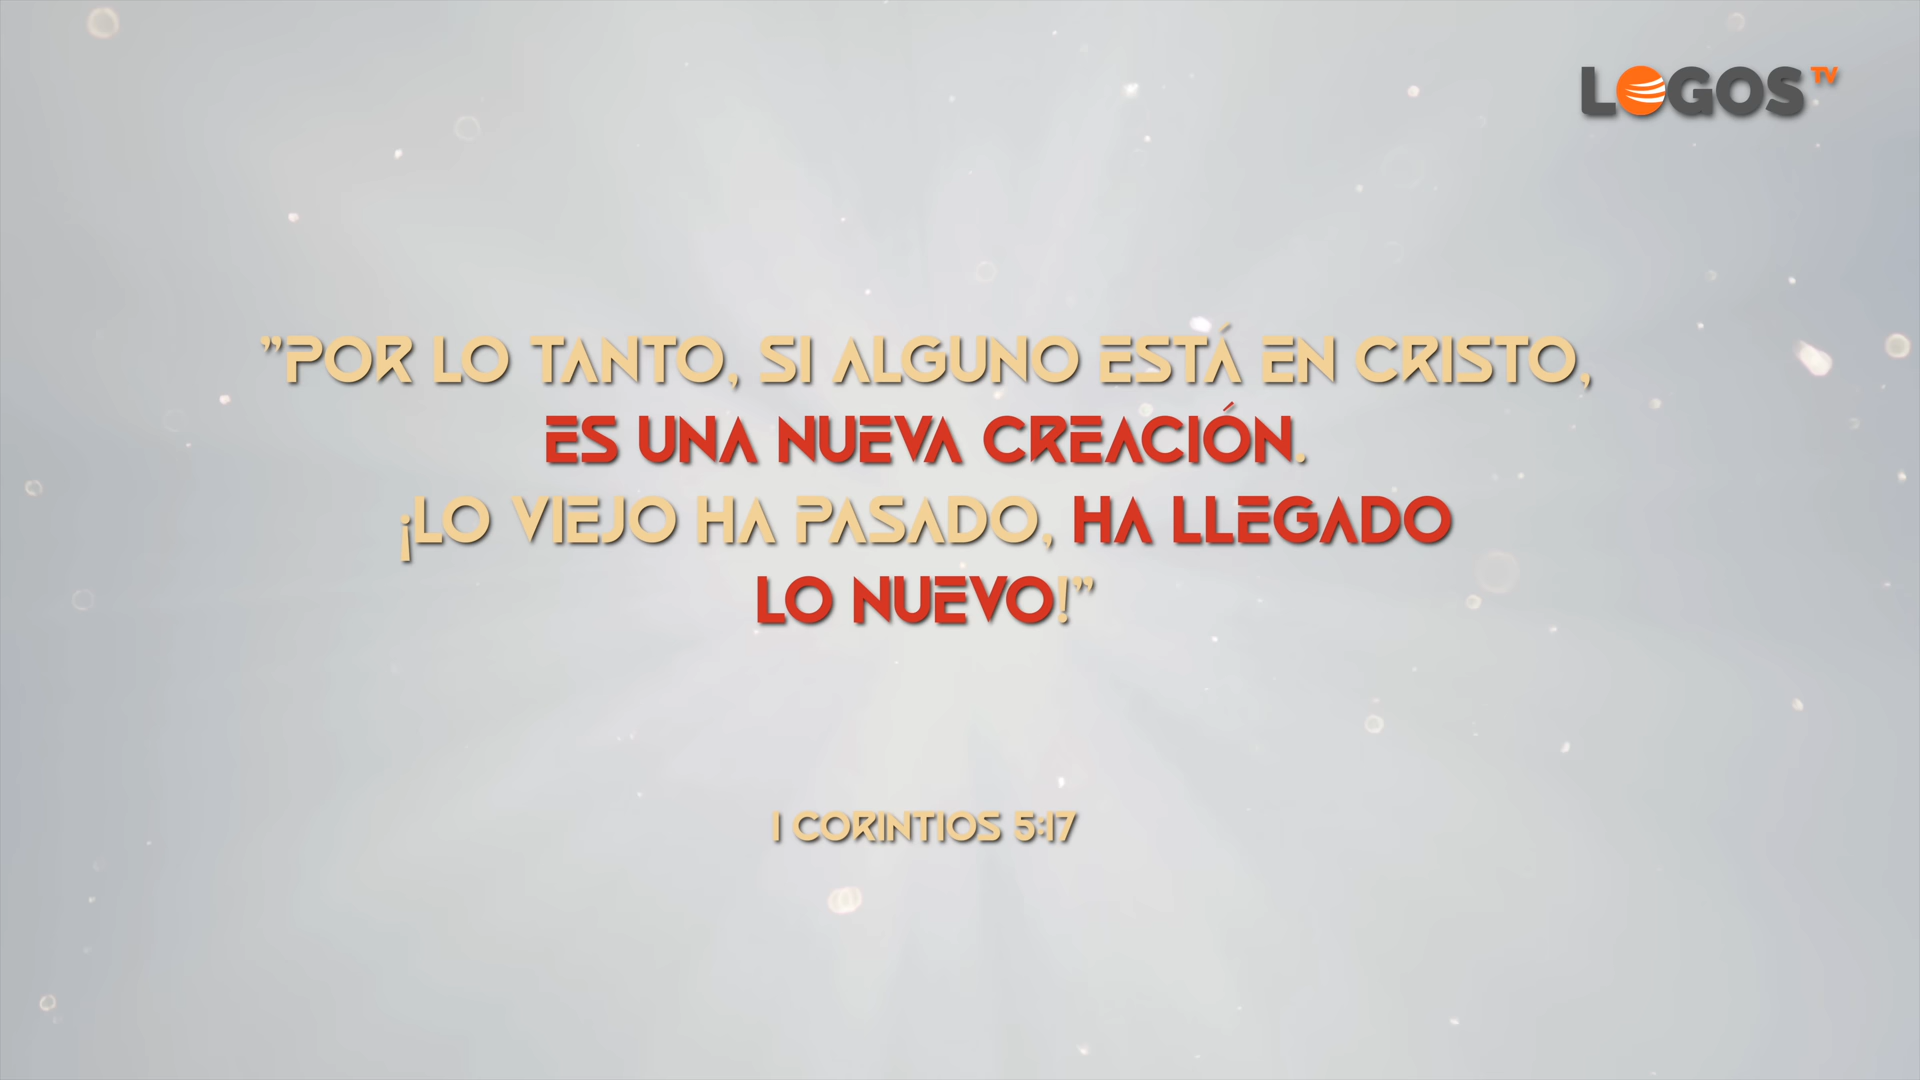 LOGOS TV
"POR LO TANTO, SI ALGUNO ESTÁ EN CRISTO,
ES UNA NUEVA CREACIÓN.
¡LO VIEJO HA PASADO, HA LLEGADO
LO NUEVO!"
1 CORINTIOS 5:17